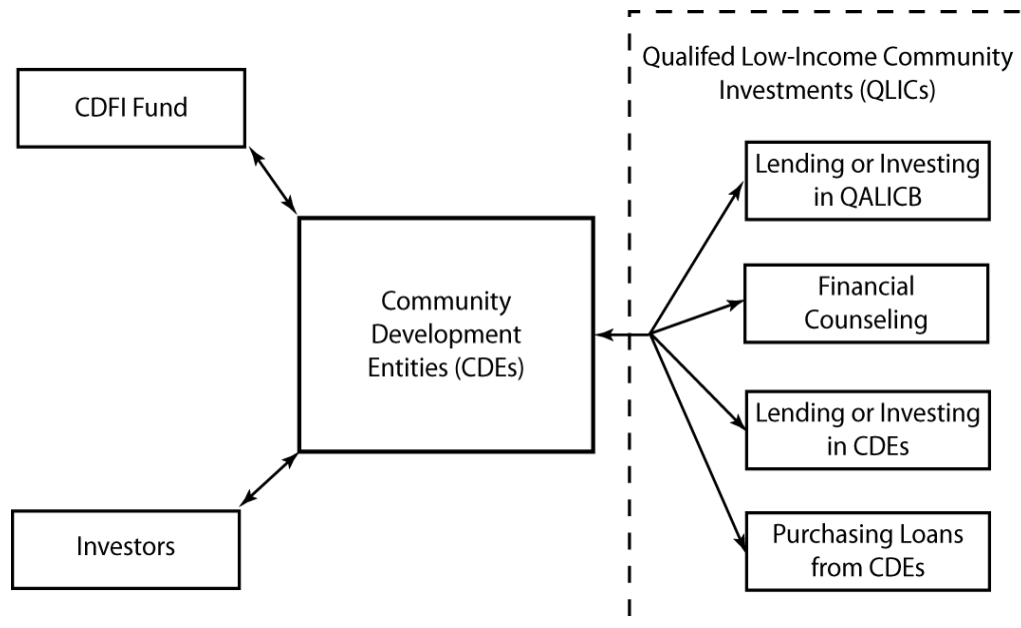 Qualifed Low-Income Community
Investments (QLICs)
CDFI Fund
Lending or Investing
in QALICB
Financial
Counseling
Community
Development
Entities (CDEs)
Lending or Investing
in CDEs
Investors
Purchasing Loans
from CDEs